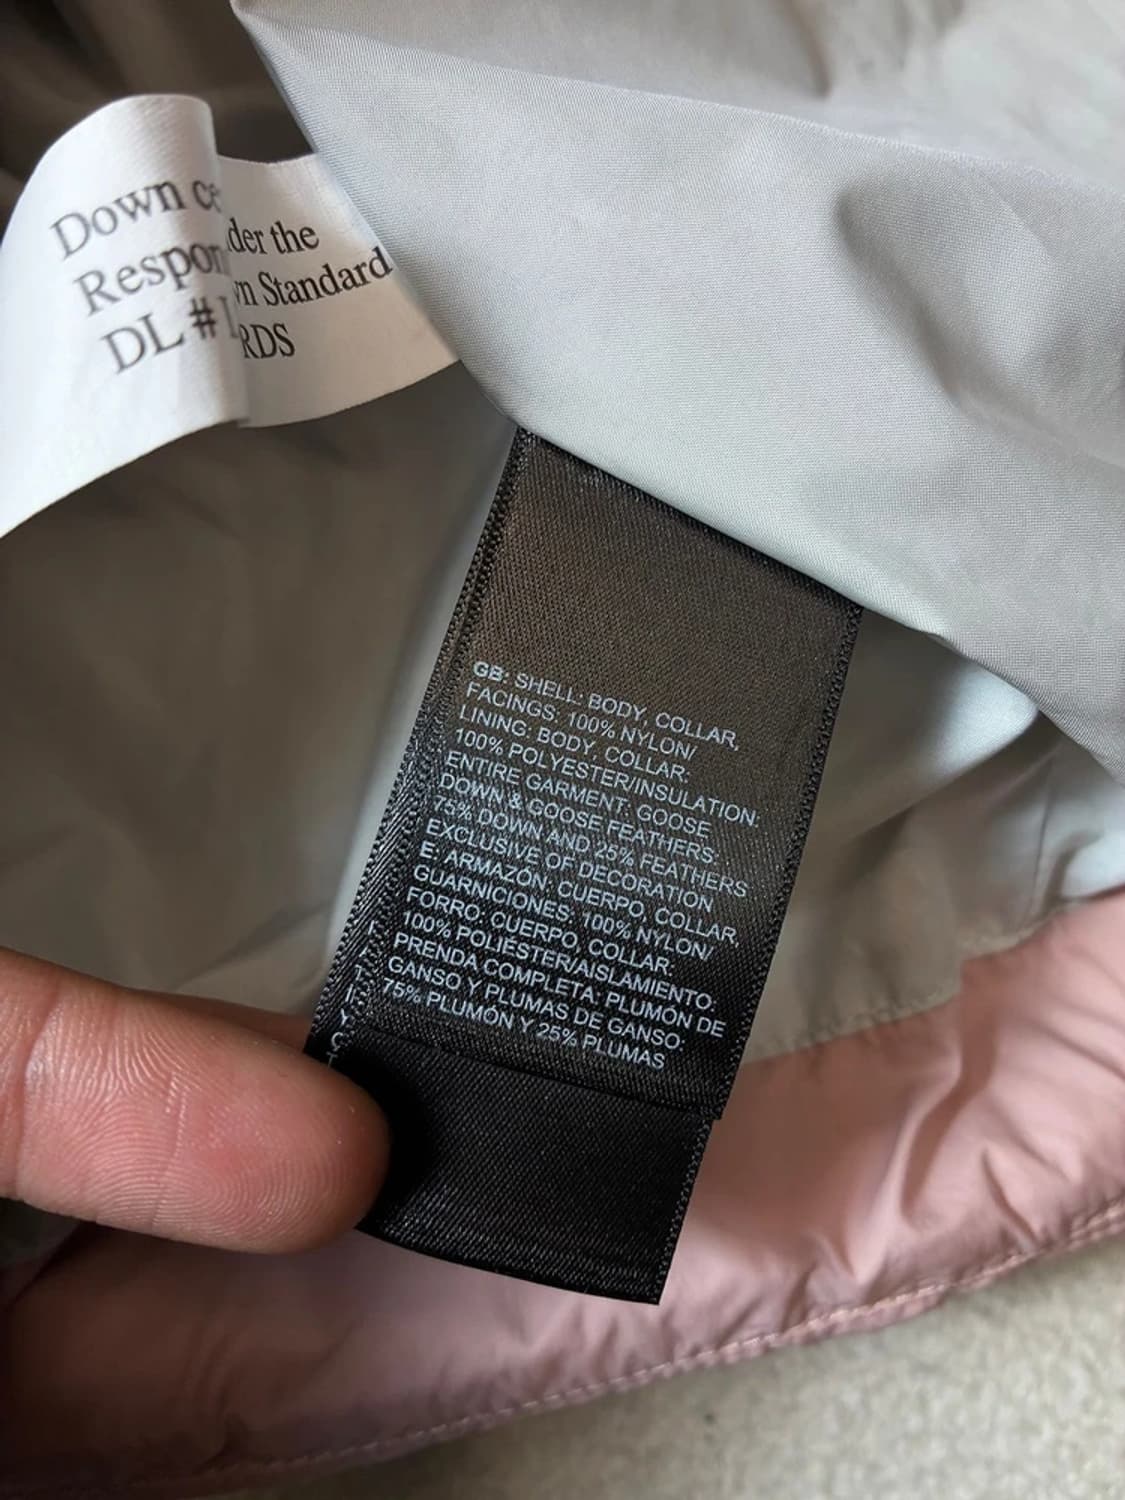 Down
Respon
DL #
der the
n Standard
RDS
GB: SHELL: BODY, COLLAR,
FACINGS: 100% NYLON/
LINING: BODY, COLLAR:
100% POLYESTER/INSULATION:
ENTIRE GARMENT: GOOSE
DOWN & GOOSE FEATHERS:
75% DOWN AND 25% FEATHERS
EXCLUSIVE OF DECORATION
E: ARMAZÓN: CUERPO, COLLAR,
GUARNICIONES: 100% NYLON/
FORRO: CUERPO, COLLAR:
100% POLIÉSTER/AISLAMIENTO:
PRENDA COMPLETA: PLUMÓN DE
GANSO Y PLUMAS DE GANSO:
75% PLUMÓN Y 25% PLUMAS